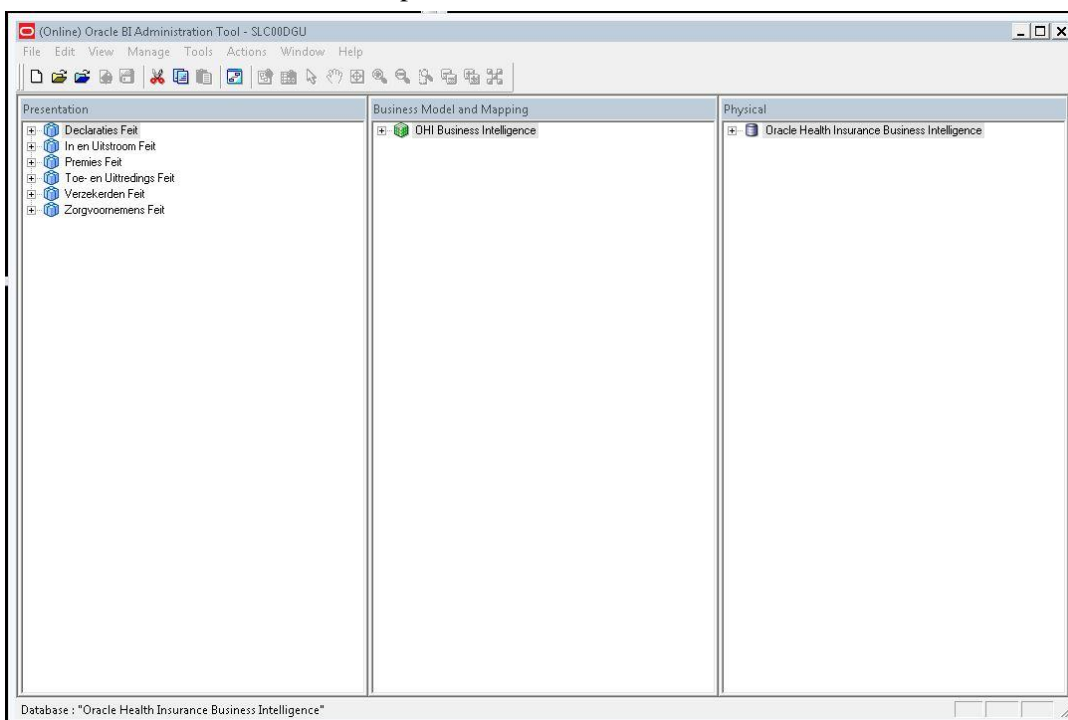 (Online) Oracle BI Administration Tool - SLC00DGU
File Edit View Manage Tools Actions Window Help
Presentation
Declaraties Feit
In en Uitstroom Feit
Premies Feit
Toe- en Uittredings Feit
Verzekerden Feit
Zorgvoornemens Feit
Business Model and Mapping
OHI Business Intelligence
Physical
Oracle Health Insurance Business Intelligence
Database : "Oracle Health Insurance Business Intelligence"